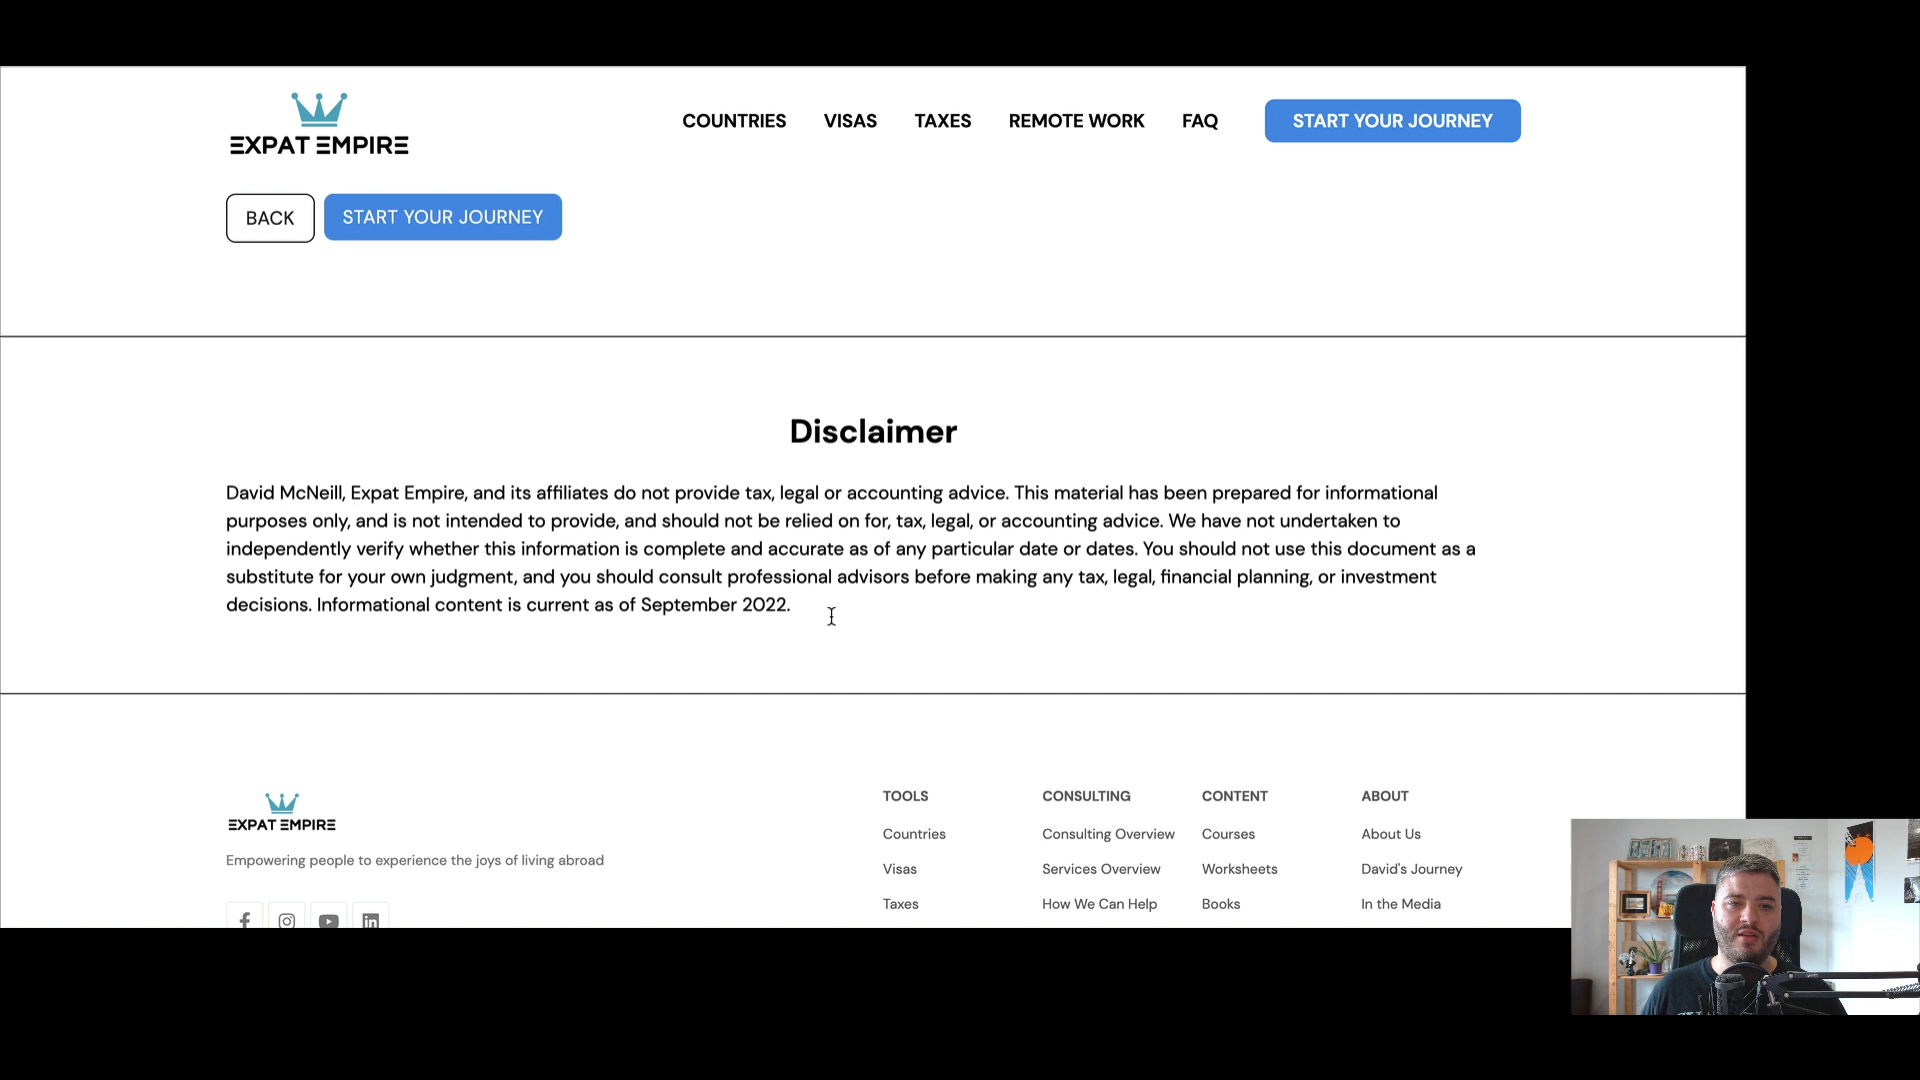 EXPAT EMPIRE
COUNTRIES VISAS TAXES REMOTE WORK FAQ START YOUR JOURNEY
BACK START YOUR JOURNEY
Disclaimer
David McNeill, Expat Empire, and its affiliates do not provide tax, legal or accounting advice. This material has been prepared for informational
purposes only, and is not intended to provide, and should not be relied on for, tax, legal, or accounting advice. We have not undertaken to
independently verify whether this information is complete and accurate as of any particular date or dates. You should not use this document as a
substitute for your own judgment, and you should consult professional advisors before making any tax, legal, financial planning, or investment
decisions. Informational content is current as of September 2022.
EXPAT EMPIRE
Empowering people to experience the joys of living abroad
TOOLS
Countries
Visas
Taxes
CONSULTING
Consulting Overview
Services Overview
How We Can Help
CONTENT
Courses
Worksheets
Books
ABOUT
About Us
David's Journey
In the Media